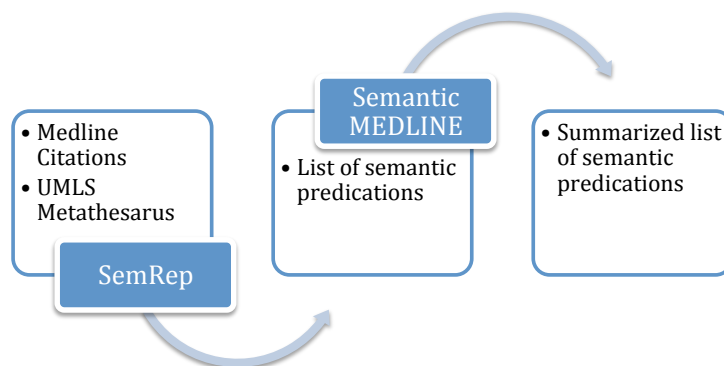 • Medline
Citations
• UMLS
Metathesarus
SemRep
Semantic
MEDLINE
• List of semantic
predications
• Summarized list
of semantic
predications